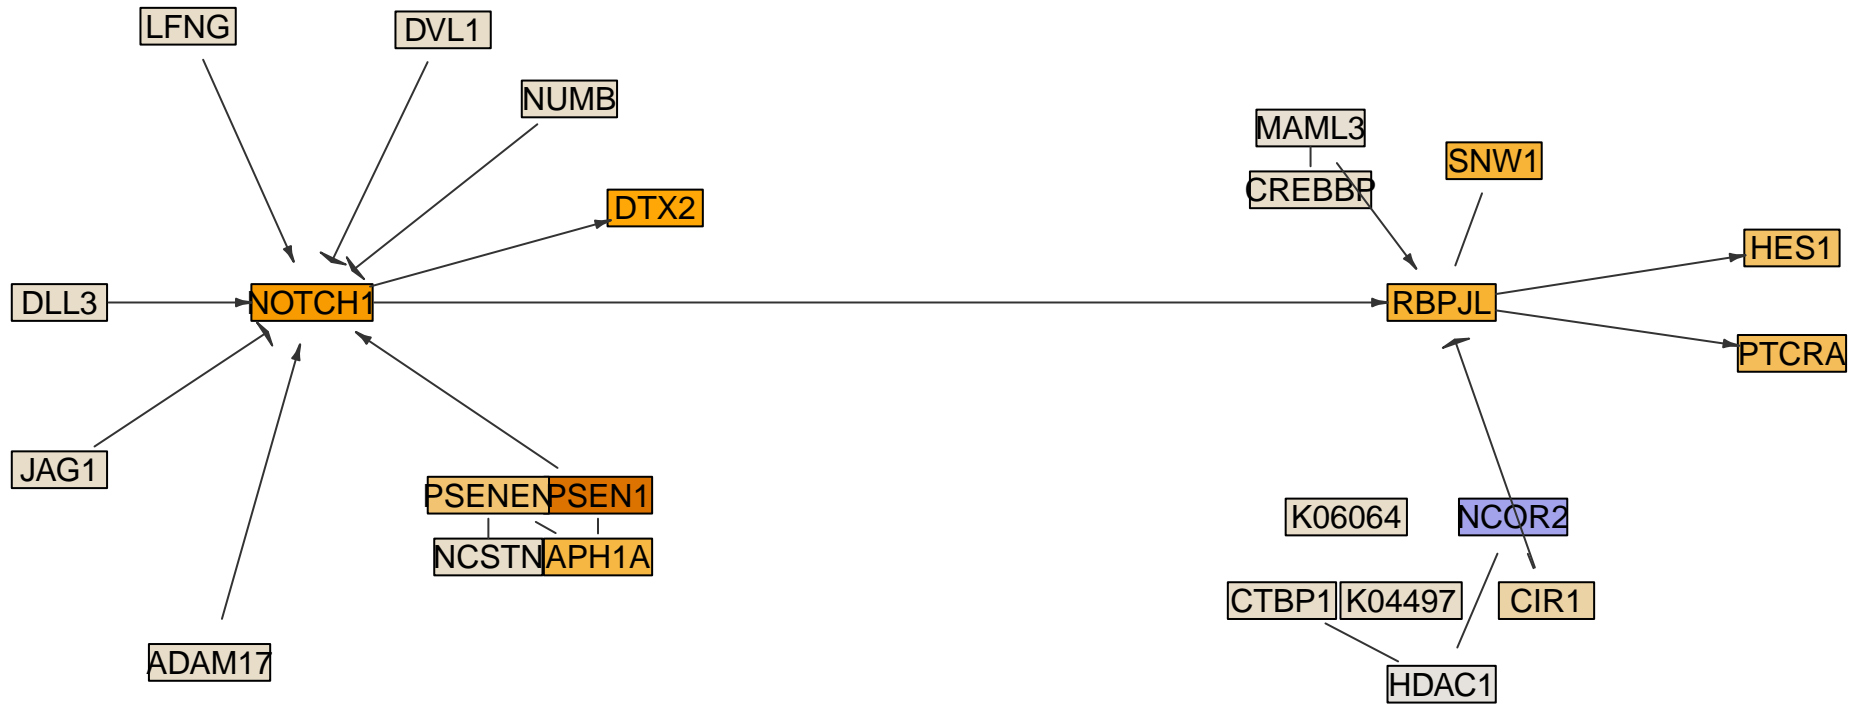 LFNG
DVL1
NUMB
MAML3
SNW1
CREBBP
DTX2
HES1
DLL3
NOTCH1
RBPJL
PTCRA
JAG1
PSENEN
PSEN1
K06064
NCOR2
NCSTN
APH1A
CTBP1
K04497
CIR1
ADAM17
HDAC1